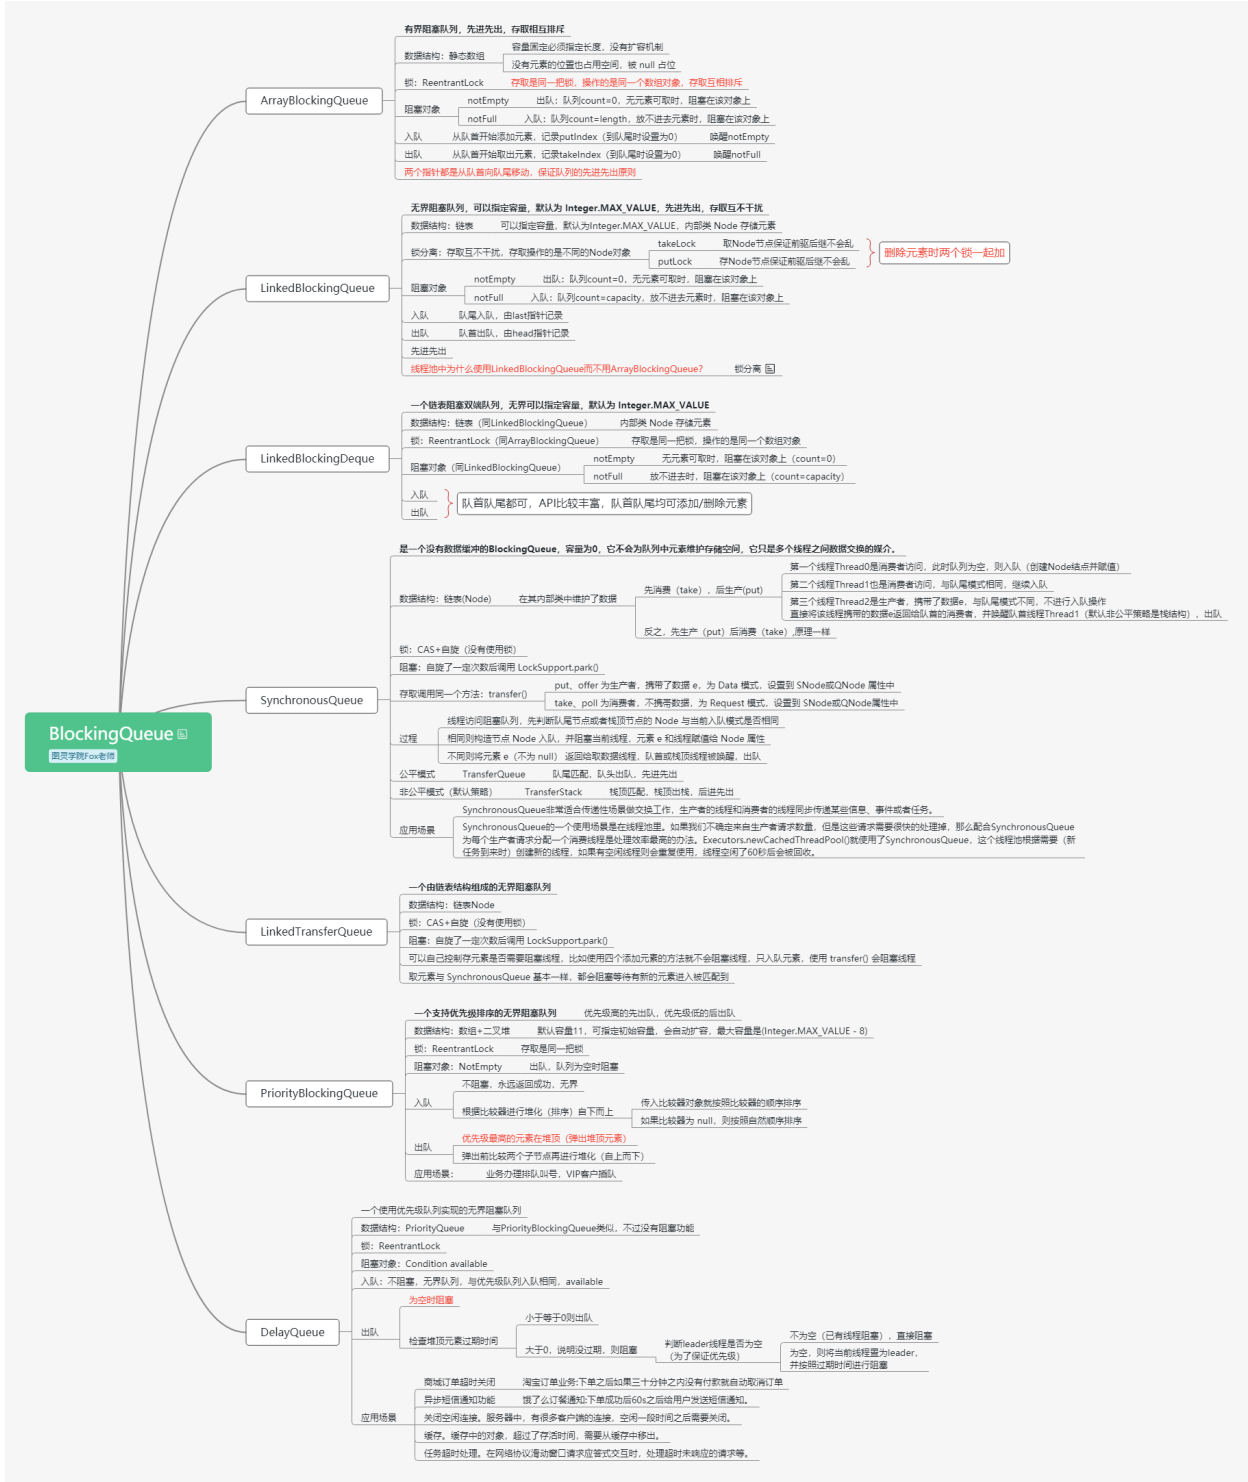 BlockingQueue
图灵学院Fox老师
ArrayBlockingQueue
有界阻塞队列，先进先出，存取相互排斥
数据结构：静态数组
容量固定必须指定长度，没有扩容机制
没有元素的位置也占用空间，被 null 占位
锁：ReentrantLock
存取是同一把锁，操作的是同一个数组对象，存取互相排斥
阻塞对象
notEmpty
出队：队列count=0，无元素可取时，阻塞在该对象上
notFull
入队：队列count=length，放不进去元素时，阻塞在该对象上
入队
从队首开始添加元素，记录putIndex（到队尾时设置为0）
唤醒notEmpty
出队
从队首开始取出元素，记录takeIndex（到队尾时设置为0）
唤醒notFull
两个指针都是从队首向队尾移动，保证队列的先进先出原则
LinkedBlockingQueue
无界阻塞队列，可以指定容量，默认为 Integer.MAX_VALUE，先进先出，存取互不干扰
数据结构：链表
可以指定容量，默认为Integer.MAX_VALUE，内部类 Node 存储元素
锁分离：存取互不干扰，存取操作的是不同的Node对象
takeLock
取Node节点保证前驱后继不会乱
putLock
存Node节点保证前驱后继不会乱
删除元素时两个锁一起加
阻塞对象
notEmpty
出队：队列count=0，无元素可取时，阻塞在该对象上
notFull
入队：队列count=capacity，放不进去元素时，阻塞在该对象上
入队
队尾入队，由last指针记录
出队
队首出队，由head指针记录
先进先出
线程池中为什么使用LinkedBlockingQueue而不用ArrayBlockingQueue？
锁分离
LinkedBlockingDeque
一个链表阻塞双端队列，无界可以指定容量，默认为 Integer.MAX_VALUE
数据结构：链表（同LinkedBlockingQueue）
内部类 Node 存储元素
锁：ReentrantLock（同ArrayBlockingQueue）
存取是同一把锁，操作的是同一个数组对象
阻塞对象（同LinkedBlockingQueue）
notEmpty
无元素可取时，阻塞在该对象上（count=0）
notFull
放不进去时，阻塞在该对象上（count=capacity）
入队
出队
队首队尾都可，API比较丰富，队首队尾均可添加/删除元素
SynchronousQueue
是一个没有数据缓冲的BlockingQueue，容量为0，它不会为队列中元素维护存储空间，它只是多个线程之间数据交换的媒介。
数据结构：链表(Node)
在其内部类中维护了数据
先消费（take），后生产(put)
第一个线程Thread0是消费者访问，此时队列为空，则入队（创建Node结点并赋值）
第二个线程Thread1也是消费者访问，与队尾模式相同，继续入队
第三个线程Thread2是生产者，携带了数据e，与队尾模式不同，不进行入队操作
直接将该线程携带的数据e返回给队首的消费者，并唤醒队首线程Thread1（默认非公平策略是栈结构），出队
反之，先生产（put）后消费（take）,原理一样
锁：CAS+自旋（没有使用锁）
阻塞：自旋了一定次数后调用 LockSupport.park()
存取调用同一个方法：transfer()
put、offer 为生产者，携带了数据 e，为 Data 模式，设置到 SNode或QNode 属性中
take、poll 为消费者，不携带数据，为 Request 模式，设置到 SNode或QNode属性中
过程
线程访问阻塞队列，先判断队尾节点或者栈顶节点的 Node 与当前入队模式是否相同
相同则构造节点 Node 入队，并阻塞当前线程，元素 e 和线程赋值给 Node 属性
不同则将元素 e（不为 null） 返回给取数据线程，队首或栈顶线程被唤醒，出队
公平模式
TransferQueue
队尾匹配，队头出队，先进先出
非公平模式（默认策略）
TransferStack
栈顶匹配，栈顶出栈，后进先出
应用场景
SynchronousQueue非常适合传递性场景做交换工作，生产者的线程和消费者的线程同步传递某些信息、事件或者任务。
SynchronousQueue的一个使用场景是在线程池里。如果我们不确定来自生产者请求数量，但是这些请求需要很快的处理掉，那么配合SynchronousQueue
为每个生产者请求分配一个消费线程是处理效率最高的办法。Executors.newCachedThreadPool()就使用了SynchronousQueue，这个线程池根据需要（新
任务到来时）创建新的线程，如果有空闲线程则会重复使用，线程空闲了60秒后会被回收。
LinkedTransferQueue
一个由链表结构组成的无界阻塞队列
数据结构：链表Node
锁：CAS+自旋（没有使用锁）
阻塞：自旋了一定次数后调用 LockSupport.park()
可以自己控制存元素是否需要阻塞线程，比如使用四个添加元素的方法就不会阻塞线程，只入队元素，使用 transfer() 会阻塞线程
取元素与 SynchronousQueue 基本一样，都会阻塞等待有新的元素进入被匹配到
PriorityBlockingQueue
一个支持优先级排序的无界阻塞队列
优先级高的先出队，优先级低的后出队
数据结构：数组+二叉堆
默认容量11，可指定初始容量，会自动扩容，最大容量是(Integer.MAX_VALUE - 8)
锁：ReentrantLock
存取是同一把锁
阻塞对象：NotEmpty
出队，队列为空时阻塞
入队
不阻塞，永远返回成功，无界
根据比较器进行堆化（排序）自下而上
传入比较器对象就按照比较器的顺序排序
如果比较器为 null，则按照自然顺序排序
出队
优先级最高的元素在堆顶（弹出堆顶元素）
弹出前比较两个子节点再进行堆化（自上而下）
应用场景：
业务办理排队叫号，VIP客户插队
DelayQueue
一个使用优先级队列实现的无界阻塞队列
数据结构：PriorityQueue
与PriorityBlockingQueue类似，不过没有阻塞功能
锁：ReentrantLock
阻塞对象：Condition available
入队：不阻塞，无界队列，与优先级队列入队相同，available
出队
为空时阻塞
检查堆顶元素过期时间
小于等于0则出队
大于0，说明没过期，则阻塞
判断leader线程是否为空
（为了保证优先级）
不为空（已有线程阻塞），直接阻塞
为空，则将当前线程置为leader，
并按照过期时间进行阻塞
应用场景
商城订单超时关闭
淘宝订单业务:下单之后如果三十分钟之内没有付款就自动取消订单
异步短信通知功能
饿了么订餐通知:下单成功后60s之后给用户发送短信通知。
关闭空闲连接。服务器中，有很多客户端的连接，空闲一段时间之后需要关闭。
缓存。缓存中的对象，超过了存活时间，需要从缓存中移出。
任务超时处理。在网络协议滑动窗口请求应答式交互时，处理超时未响应的请求等。